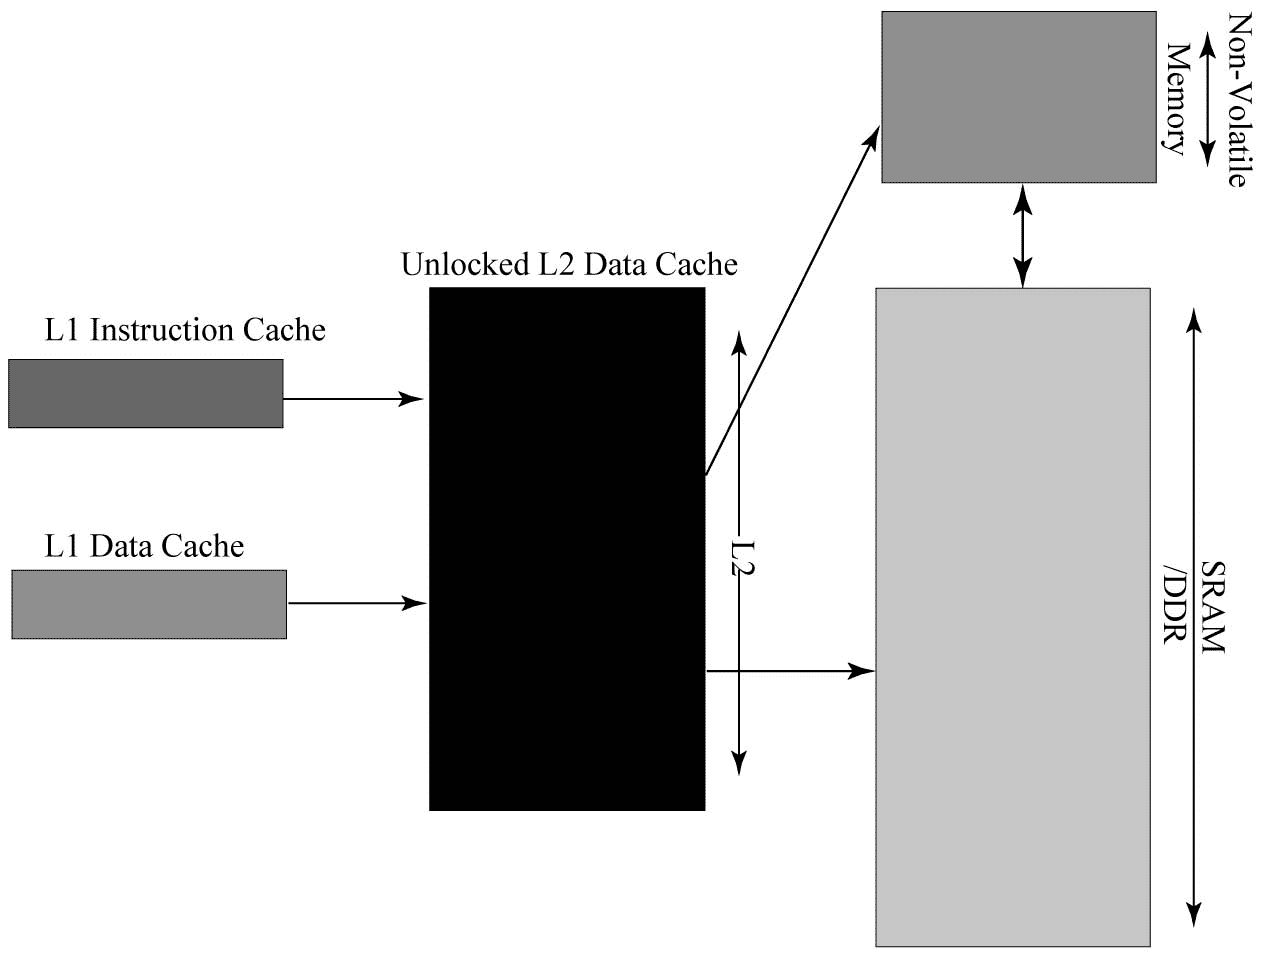 Non-Volatile
Memory
Unlocked L2 Data Cache
L1 Instruction Cache
L1 Data Cache
L2
SRAM
/DDR